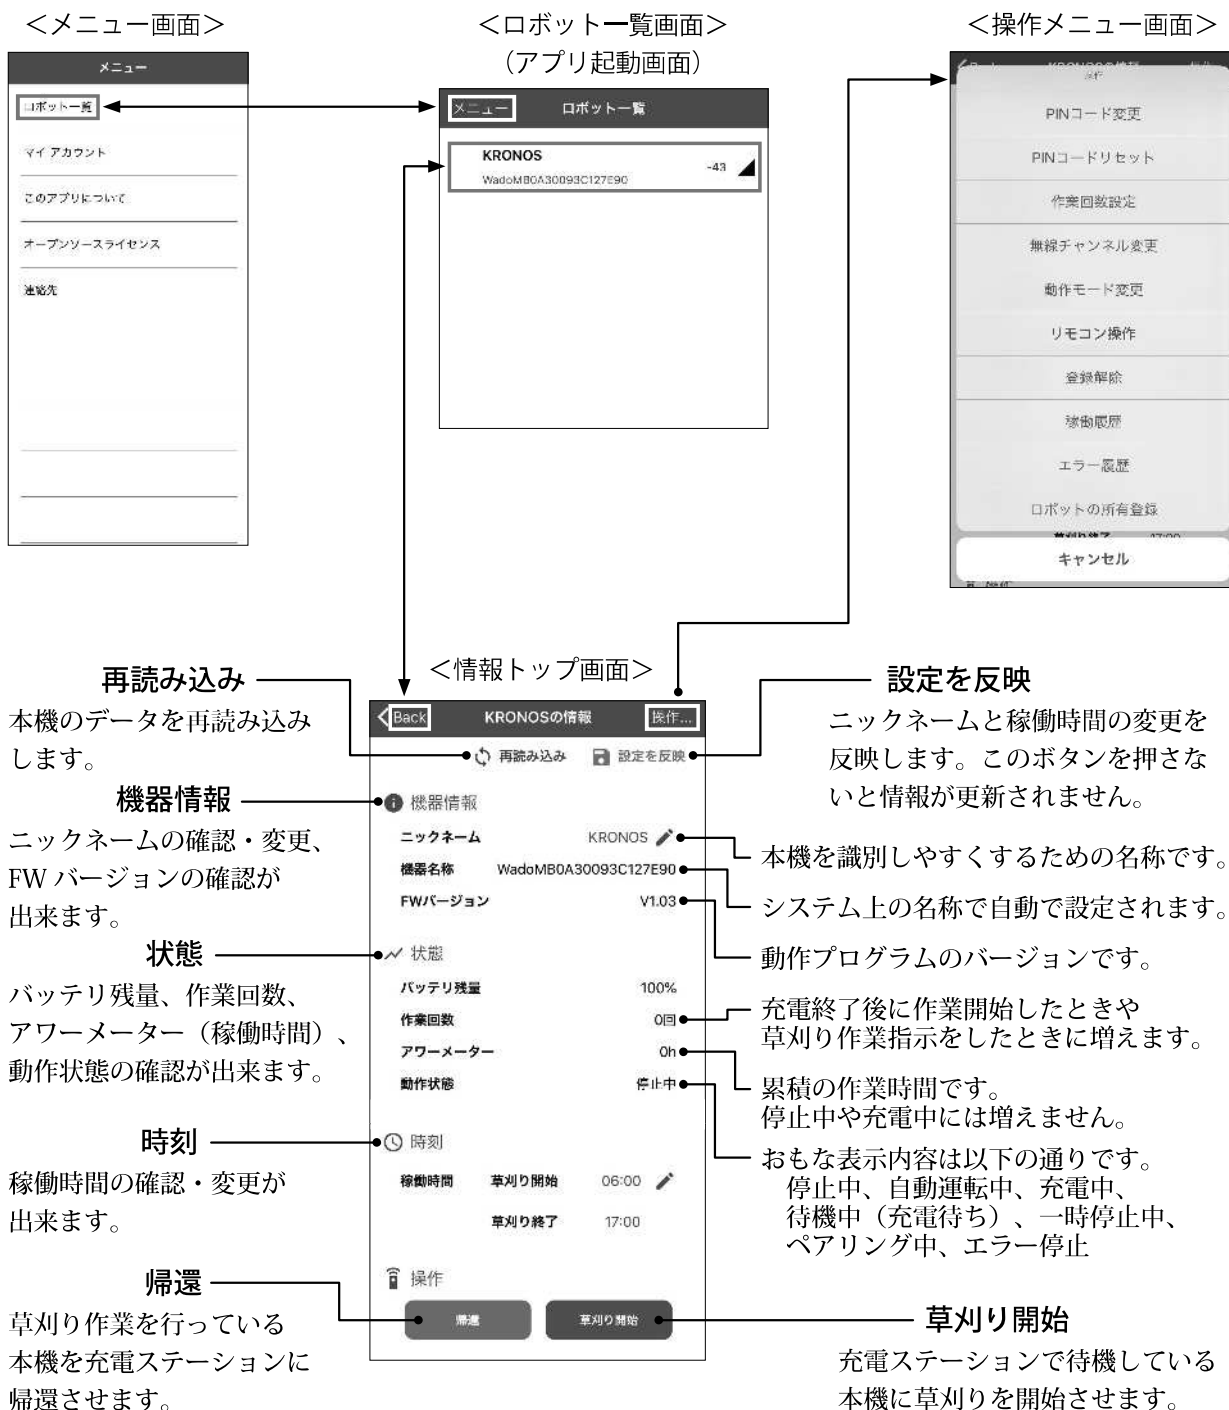 ＜メニュー画面＞
メニュー
ロボット一覧
マイ アカウント
このアプリについて
オープンソースライセンス
連絡先
＜ロボット一覧画面＞
（アプリ起動画面）
メニュー ロボット一覧
KRONOS
WadoMB0A30093C127E90
-43
＜操作メニュー画面＞
操作
PINコード変更
PINコードリセット
作業回数設定
無線チャンネル変更
動作モード変更
リモコン操作
登録解除
稼働履歴
エラー履歴
ロボットの所有登録
草刈り終了 17:00
キャンセル
再読み込み
本機のデータを再読み込み
します。
機器情報
ニックネームの確認・変更、
FW バージョンの確認が
出来ます。
状態
バッテリ残量、作業回数、
アワーメーター（稼働時間）、
動作状態の確認が出来ます。
時刻
稼働時間の確認・変更が
出来ます。
帰還
草刈り作業を行っている
本機を充電ステーションに
帰還させます。
＜情報トップ画面＞
Back KRONOSの情報 操作...
再読み込み 設定を反映
機器情報
ニックネーム KRONOS
機器名称 WadoMB0A30093C127E90
FWバージョン V1.03
状態
バッテリ残量 100%
作業回数 0回
アワーメーター 0h
動作状態 停止中
時刻
稼働時間 草刈り開始 06:00
草刈り終了 17:00
操作
帰還 草刈り開始
設定を反映
ニックネームと稼働時間の変更を
反映します。このボタンを押さな
いと情報が更新されません。
本機を識別しやすくするための名称です。
システム上の名称で自動で設定されます。
動作プログラムのバージョンです。
充電終了後に作業開始したときや
草刈り作業指示をしたときに増えます。
累積の作業時間です。
停止中や充電中には増えません。
おもな表示内容は以下の通りです。
停止中、自動運転中、充電中、
待機中（充電待ち）、一時停止中、
ペアリング中、エラー停止
草刈り開始
充電ステーションで待機している
本機に草刈りを開始させます。